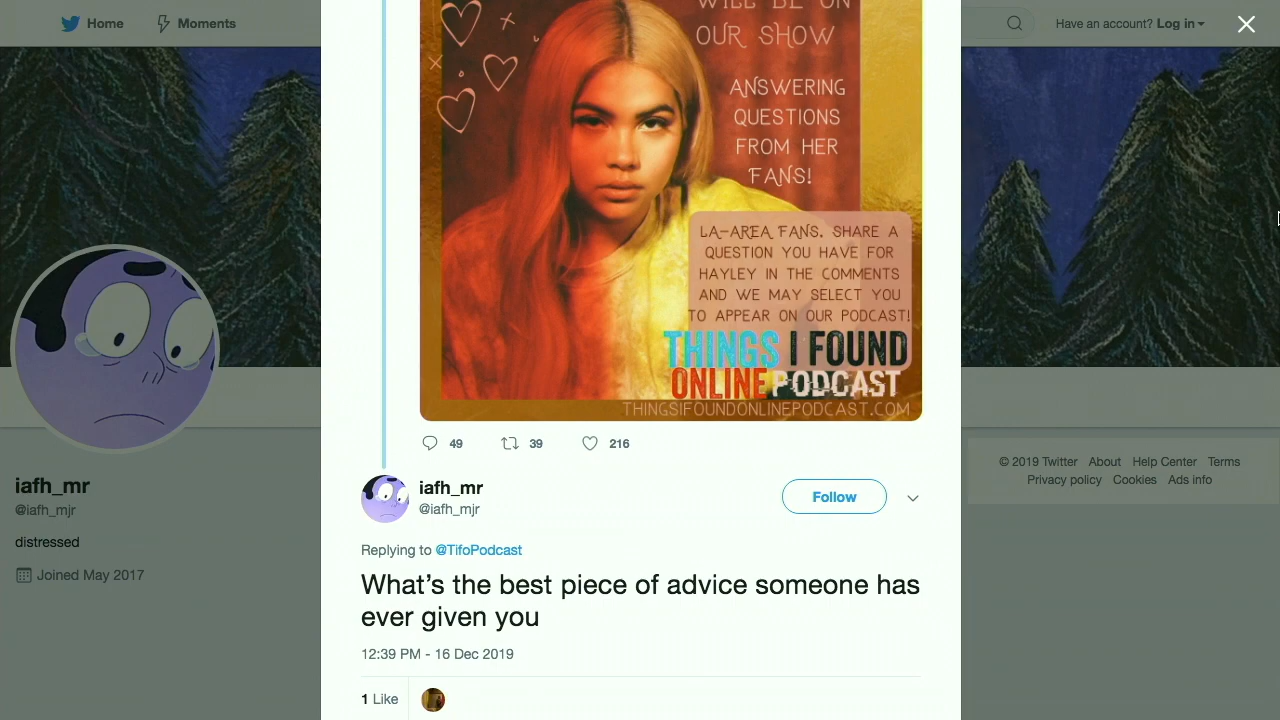 Home
Moments
Have an account? Log in
WILL BE ON
OUR SHOW
ANSWERING
QUESTIONS
FROM HER
FANS!
LA-AREA FANS. SHARE A
QUESTION YOU HAVE FOR
HAYLEY IN THE COMMENTS
AND WE MAY SELECT YOU
TO APPEAR ON OUR PODCAST!
THINGS I FOUND
ONLINE PODCAST
THINGSIFOUNDONLINEPODCAST.COM
49
39
216
iafh_mr
@iafh_mjr
Follow
Replying to @TifoPodcast
What's the best piece of advice someone has
ever given you
12:39 PM - 16 Dec 2019
1 Like
iafh_mr
@iafh_mjr
distressed
Joined May 2017
© 2019 Twitter About Help Center Terms
Privacy policy Cookies Ads info